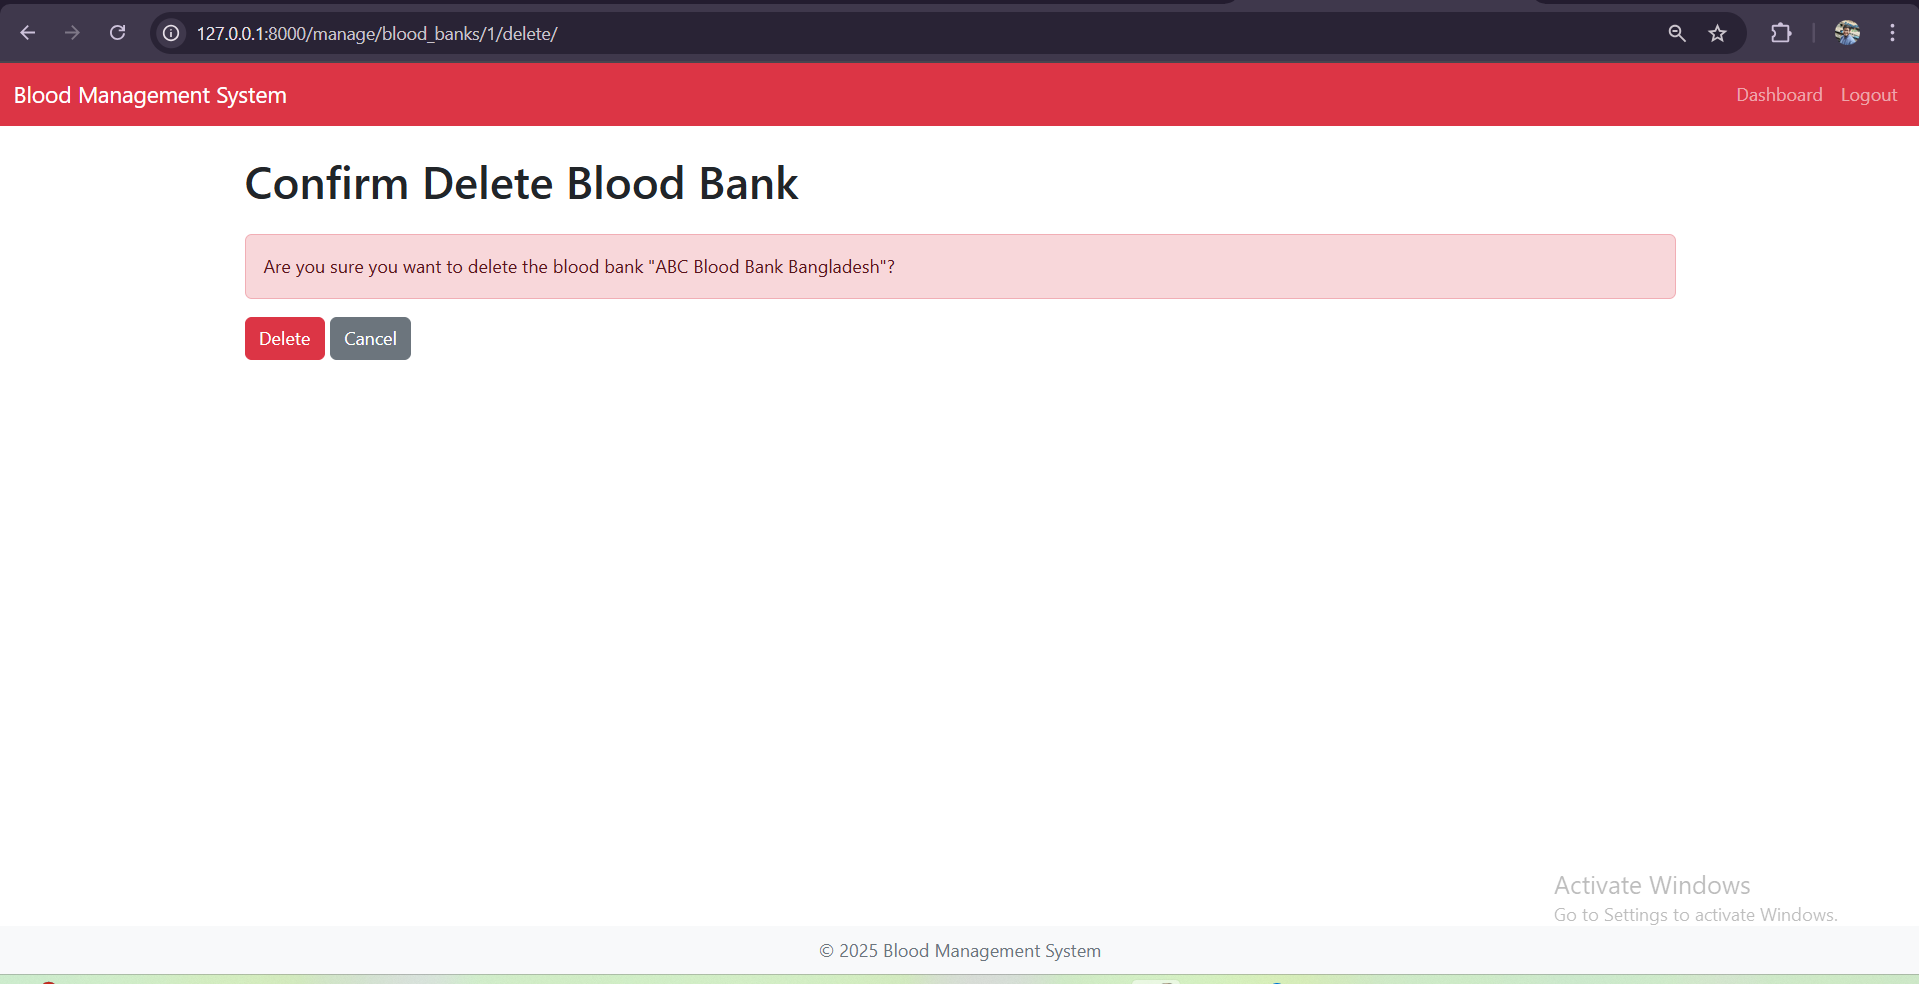 127.0.0.1:8000/manage/blood_banks/1/delete/
Blood Management System
Dashboard Logout
Confirm Delete Blood Bank
Are you sure you want to delete the blood bank "ABC Blood Bank Bangladesh"?
Delete Cancel
Activate Windows
Go to Settings to activate Windows.
© 2025 Blood Management System